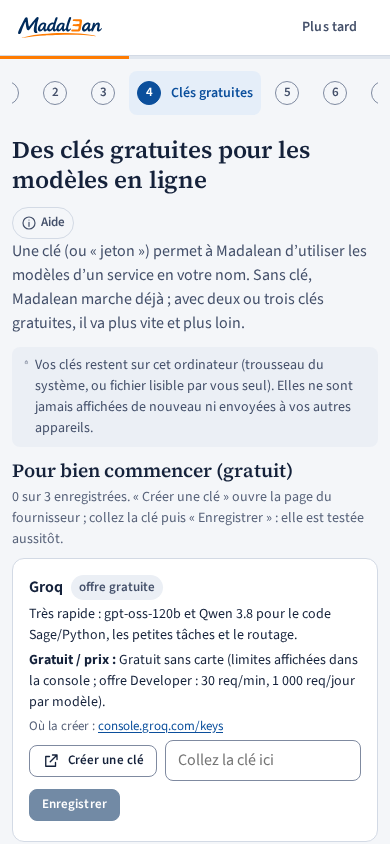 Madalean
Plus tard
2
3
4
Clés gratuites
5
6
Des clés gratuites pour les
modèles en ligne
Aide
Une clé (ou « jeton ») permet à Madalean d’utiliser les
modèles d’un service en votre nom. Sans clé,
Madalean marche déjà ; avec deux ou trois clés
gratuites, il va plus vite et plus loin.
Vos clés restent sur cet ordinateur (trousseau du
système, ou fichier lisible par vous seul). Elles ne sont
jamais affichées de nouveau ni envoyées à vos autres
appareils.
Pour bien commencer (gratuit)
0 sur 3 enregistrées. « Créer une clé » ouvre la page du
fournisseur ; collez la clé puis « Enregistrer » : elle est testée
aussitôt.
Groq offre gratuite
Très rapide : gpt-oss-120b et Qwen 3.8 pour le code
Sage/Python, les petites tâches et le routage.
Gratuit / prix : Gratuit sans carte (limites affichées dans
la console ; offre Developer : 30 req/min, 1 000 req/jour
par modèle).
Où la créer : console.groq.com/keys
Créer une clé
Collez la clé ici
Enregistrer